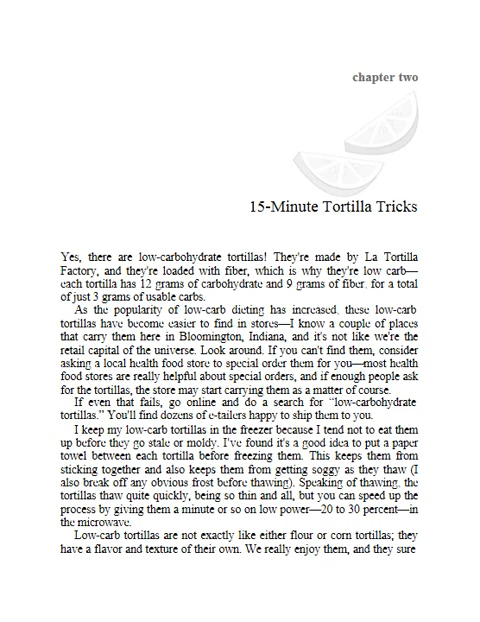 chapter two
15-Minute Tortilla Tricks
Yes, there are low-carbohydrate tortillas! They're made by La Tortilla
Factory, and they're loaded with fiber, which is why they're low carb—
each tortilla has 12 grams of carbohydrate and 9 grams of fiber, for a total
of just 3 grams of usable carbs.
As the popularity of low-carb dieting has increased, these low-carb
tortillas have become easier to find in stores—I know a couple of places
that carry them here in Bloomington, Indiana, and it's not like we're the
retail capital of the universe. Look around. If you can't find them, consider
asking a local health food store to special order them for you—most health
food stores are really helpful about special orders, and if enough people ask
for the tortillas, the store may start carrying them as a matter of course.
If even that fails, go online and do a search for "low-carbohydrate
tortillas." You'll find dozens of e-tailers happy to ship them to you.
I keep my low-carb tortillas in the freezer because I tend not to eat them
up before they go stale or moldy. I've found it's a good idea to put a paper
towel between each tortilla before freezing them. This keeps them from
sticking together and also keeps them from getting soggy as they thaw (I
also break off any obvious frost before thawing). Speaking of thawing, the
tortillas thaw quite quickly, being so thin and all, but you can speed up the
process by giving them a minute or so on low power—20 to 30 percent—in
the microwave.
Low-carb tortillas are not exactly like either flour or corn tortillas; they
have a flavor and texture of their own. We really enjoy them, and they sure